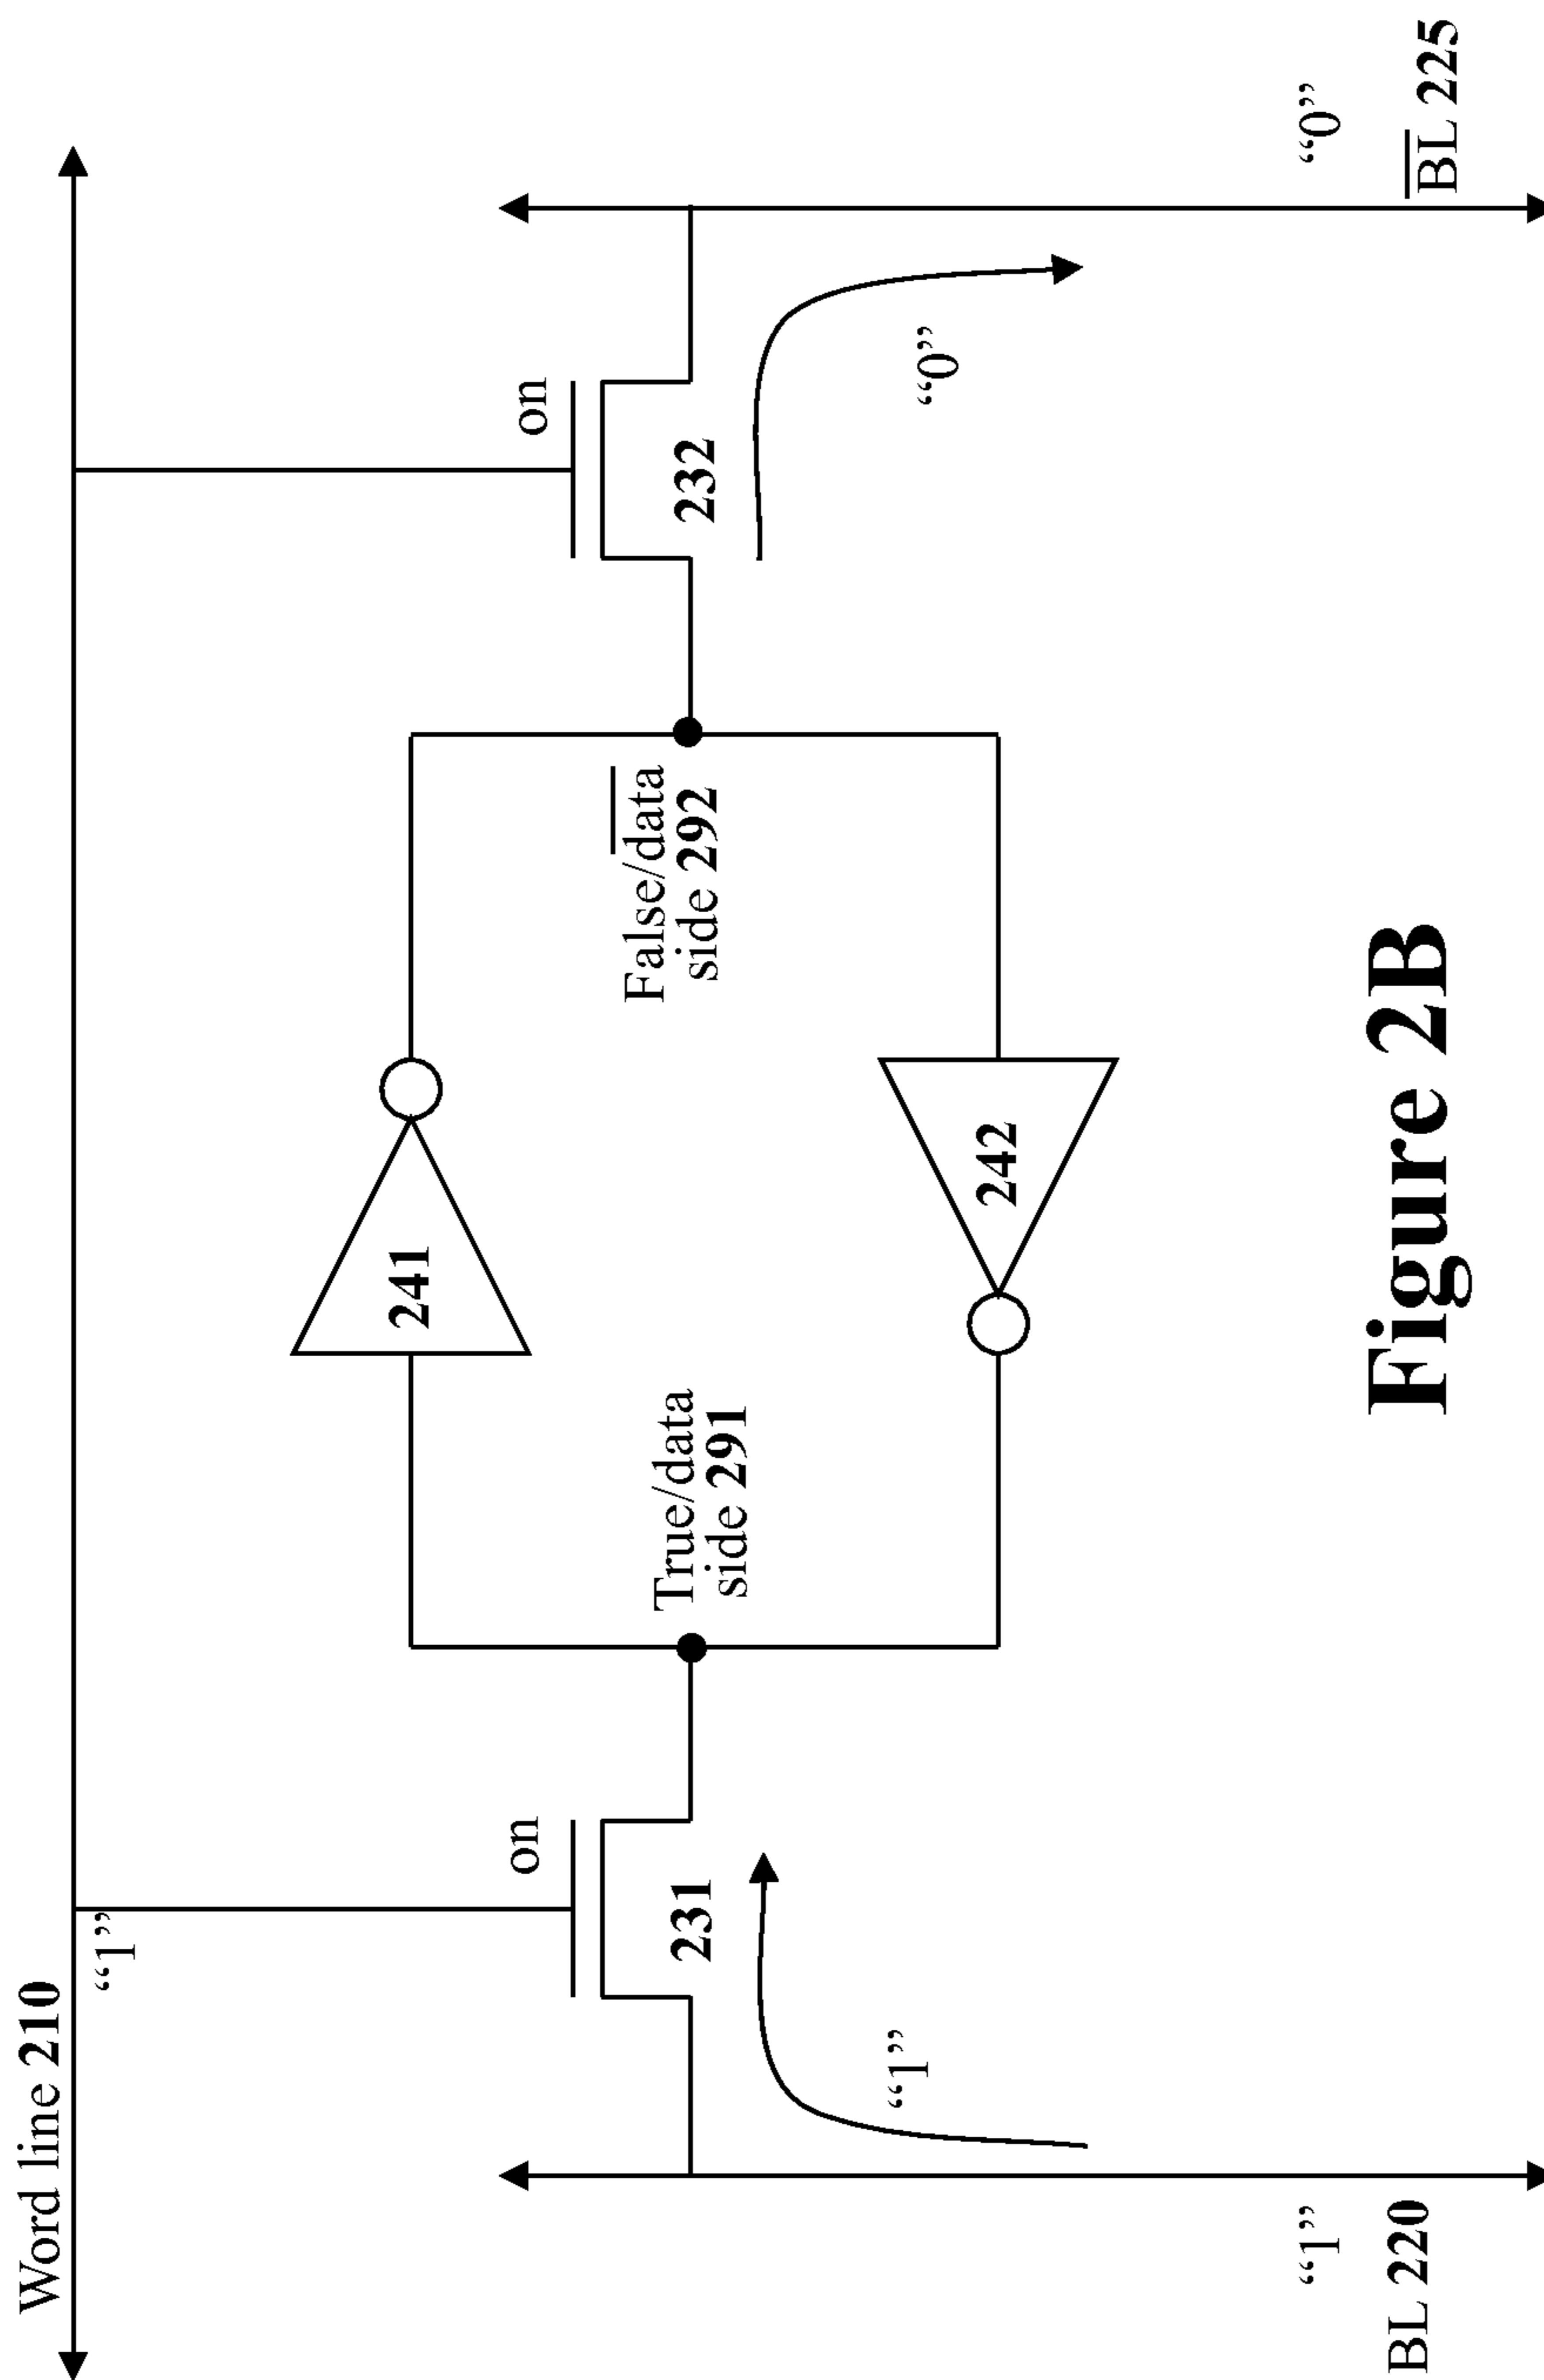 Word line 210
“1”
on
on
231
232
241
True/data
side 291
False/data
side 292
242
“1”
“0”
“1”
“0”
BL 220
B̅L̅ 225
Figure 2B